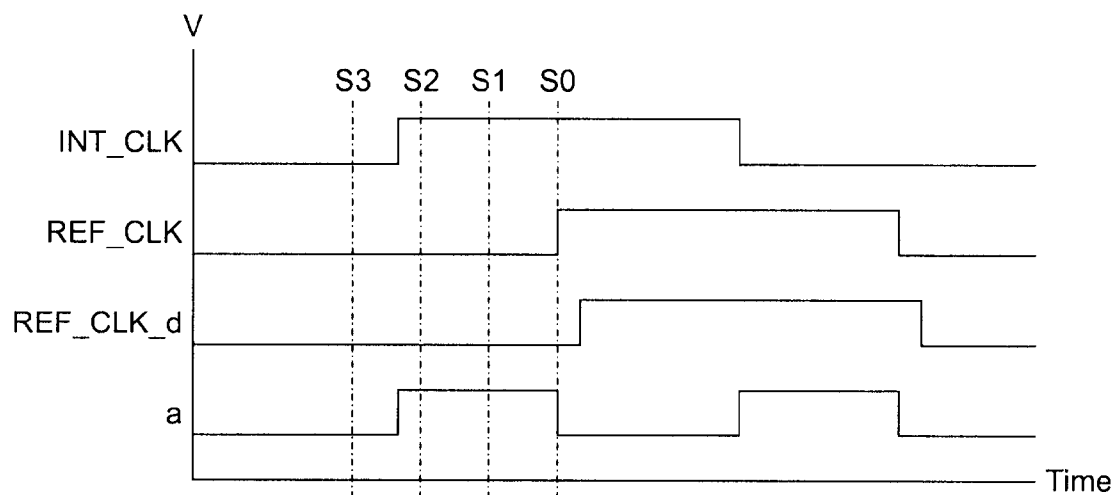 V
S3 S2 S1 S0
INT_CLK
REF_CLK
REF_CLK_d
a
Time